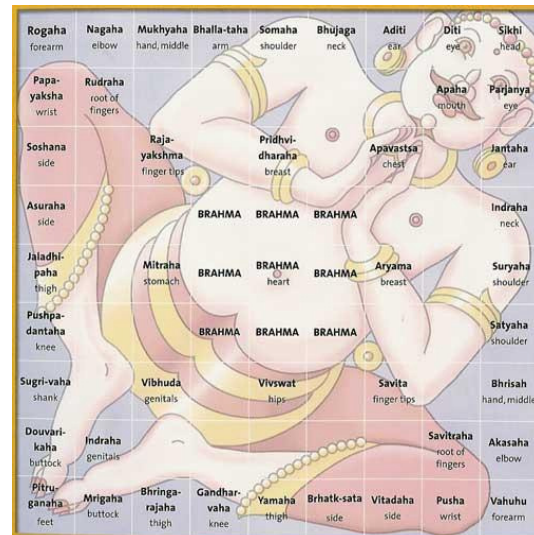 Rogaha Nagaha Mukhyaha Bhalla-taha Somaha Bhujaga Aditi Diti Sikhi
forearm elbow hand, middle arm shoulder neck ear eye head
Papa-
yaksha Rudraha Apaha Parjanya
wrist root of mouth eye
fingers
Soshana Raja- Pridhvi- Apavastsa Jantaha
side yakshma dharaha chest ear
finger tips breast
Asuraha BRAHMA BRAHMA BRAHMA Indraha
side neck
Jaladhi- Mitraha BRAHMA BRAHMA BRAHMA Aryama Suryaha
paha stomach heart breast shoulder
thigh
Pushpa-
dantaha BRAHMA BRAHMA BRAHMA Satyaha
knee shoulder
Sugri-vaha Vibhuda Vivswat Savita Bhrisah
shank genitals hips finger tips hand, middle
Douvari-
kaha Indraha Savitraha Akasaha
buttock genitals root of elbow
fingers
Pitru-
ganaha Mrigaha Bhringa- Gandhar- Yamaha Brhatk-sata Vitadaha Pusha Vahuhu
feet buttock rajaha vaha thigh side side wrist forearm
thigh knee